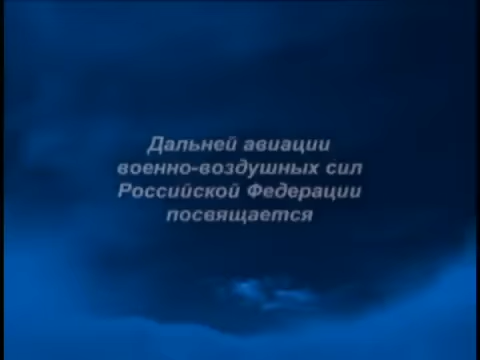 Дальней авиации
военно-воздушных сил
Российской Федерации
посвящается